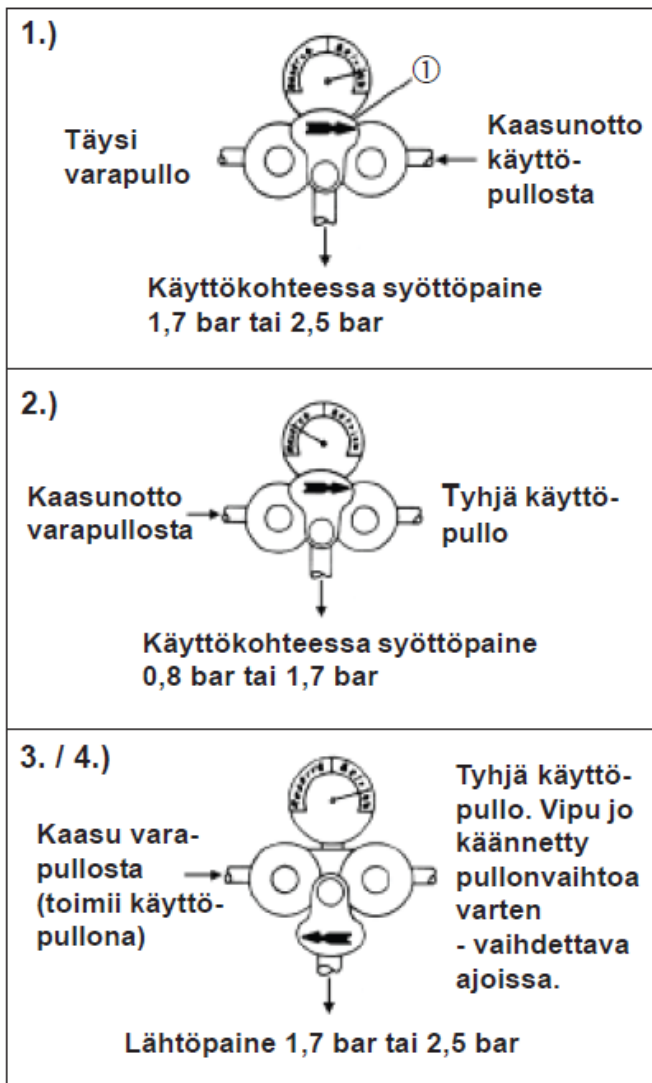 1.)
①
Täysi
varapullo
Kaasunotto
käyttö-
pullosta
Käyttökohteessa syöttöpaine
1,7 bar tai 2,5 bar
2.)
Kaasunotto
varapullosta
Tyhjä käyttö-
pullo
Käyttökohteessa syöttöpaine
0,8 bar tai 1,7 bar
3. / 4.)
Kaasu vara-
pullosta
(toimii käyttö-
pullona)
Tyhjä käyttö-
pullo. Vipu jo
käännetty
pullonvaihtoa
varten
- vaihdettava
ajoissa.
Lähtöpaine 1,7 bar tai 2,5 bar